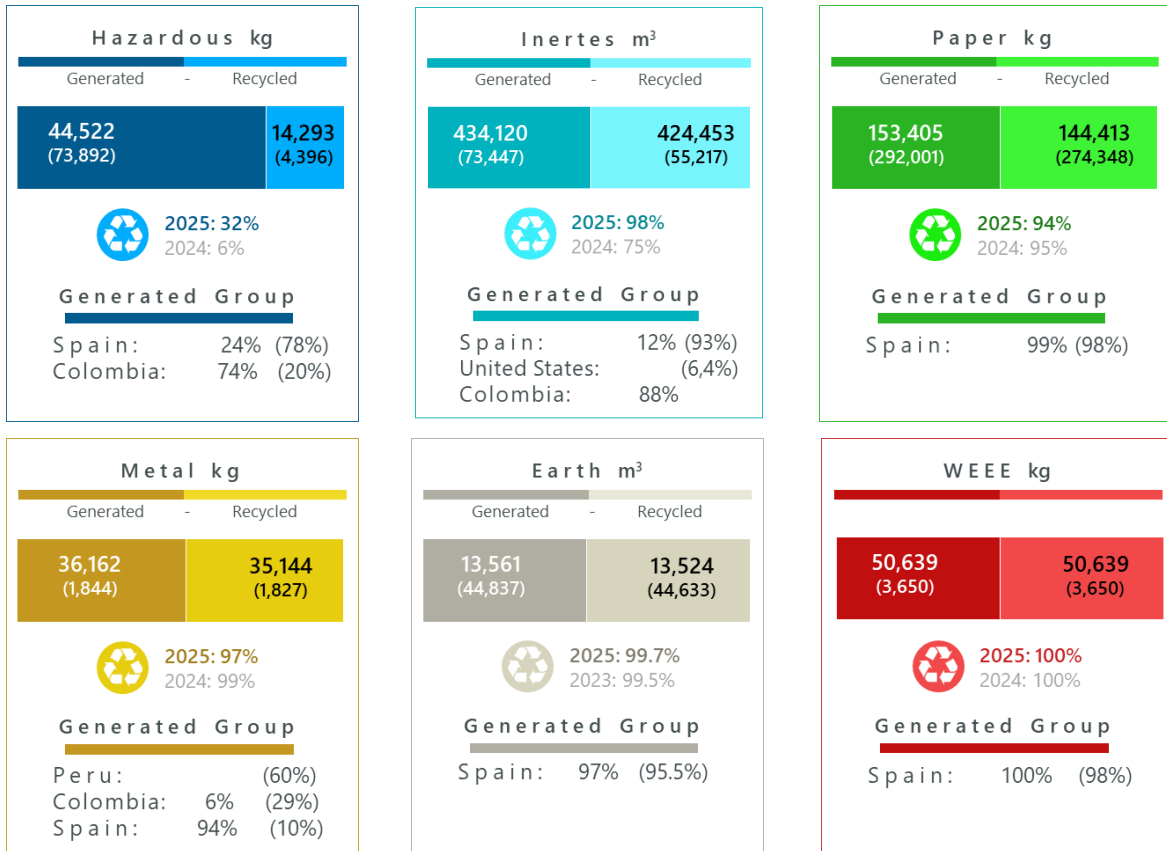 Hazardous kg
Generated - Recycled
44,522 14,293
(73,892) (4,396)
2025: 32%
2024: 6%
Generated Group
Spain: 24% (78%)
Colombia: 74% (20%)
Inertes m³
Generated - Recycled
434,120 424,453
(73,447) (55,217)
2025: 98%
2024: 75%
Generated Group
Spain: 12% (93%)
United States: (6,4%)
Colombia: 88%
Paper kg
Generated - Recycled
153,405 144,413
(292,001) (274,348)
2025: 94%
2024: 95%
Generated Group
Spain: 99% (98%)
Metal kg
Generated - Recycled
36,162 35,144
(1,844) (1,827)
2025: 97%
2024: 99%
Generated Group
Peru: (60%)
Colombia: 6% (29%)
Spain: 94% (10%)
Earth m³
Generated - Recycled
13,561 13,524
(44,837) (44,633)
2025: 99.7%
2023: 99.5%
Generated Group
Spain: 97% (95.5%)
WEEE kg
50,639 50,639
(3,650) (3,650)
2025: 100%
2024: 100%
Generated Group
Spain: 100% (98%)